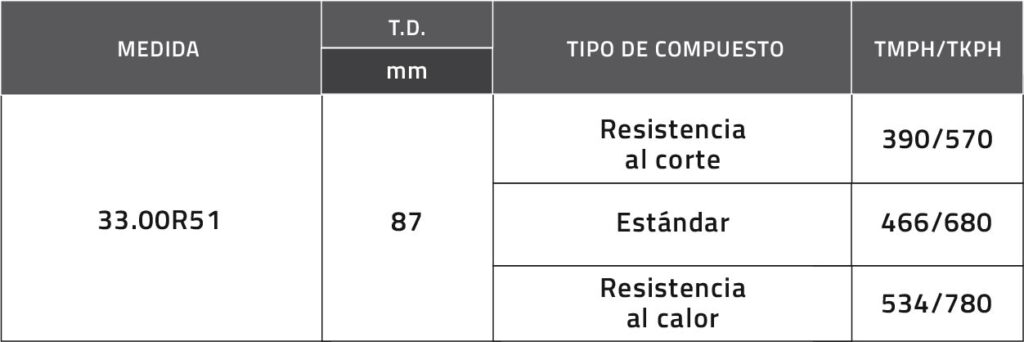 MEDIDA
T.D.
mm
TIPO DE COMPUESTO
TMPH/TKPH
33.00R51
87
Resistencia
al corte
390/570
Estándar
466/680
Resistencia
al calor
534/780